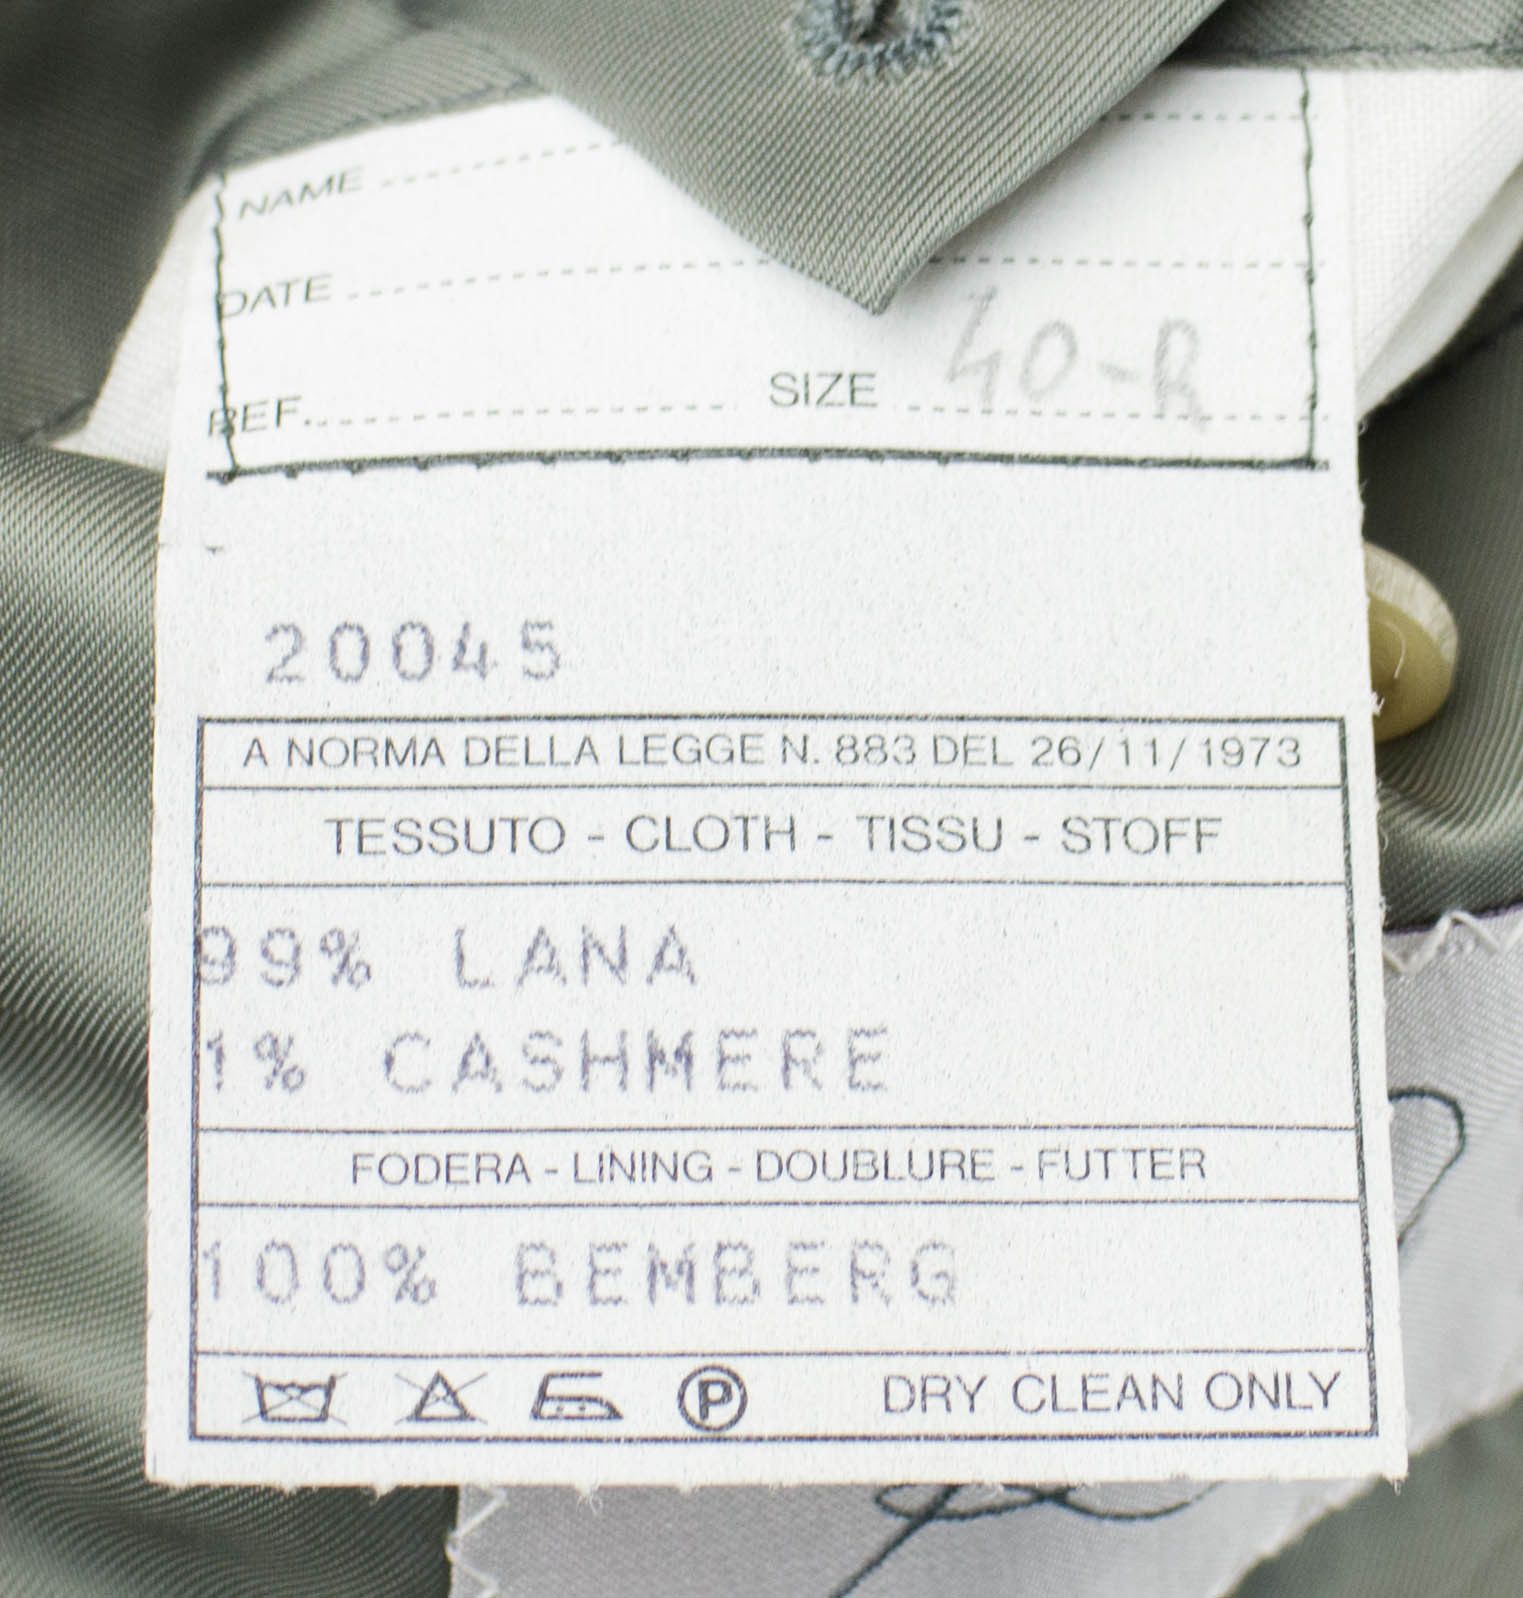 NAME
DATE
REF. SIZE 40-R
20045
A NORMA DELLA LEGGE N. 883 DEL 26/11/1973
TESSUTO - CLOTH - TISSU - STOFF
99% LANA
1% CASHMERE
FODERA - LINING - DOUBLURE - FUTTER
100% BEMBERG
P DRY CLEAN ONLY